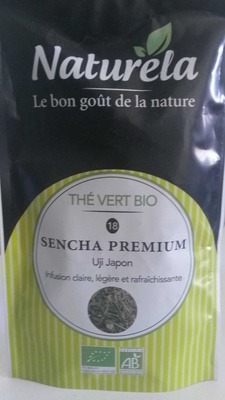 Naturela
Le bon goût de la nature
THÉ VERT BIO
18
SENCHA PREMIUM
Uji Japon
Infusion claire, légère et rafraîchissante
AB